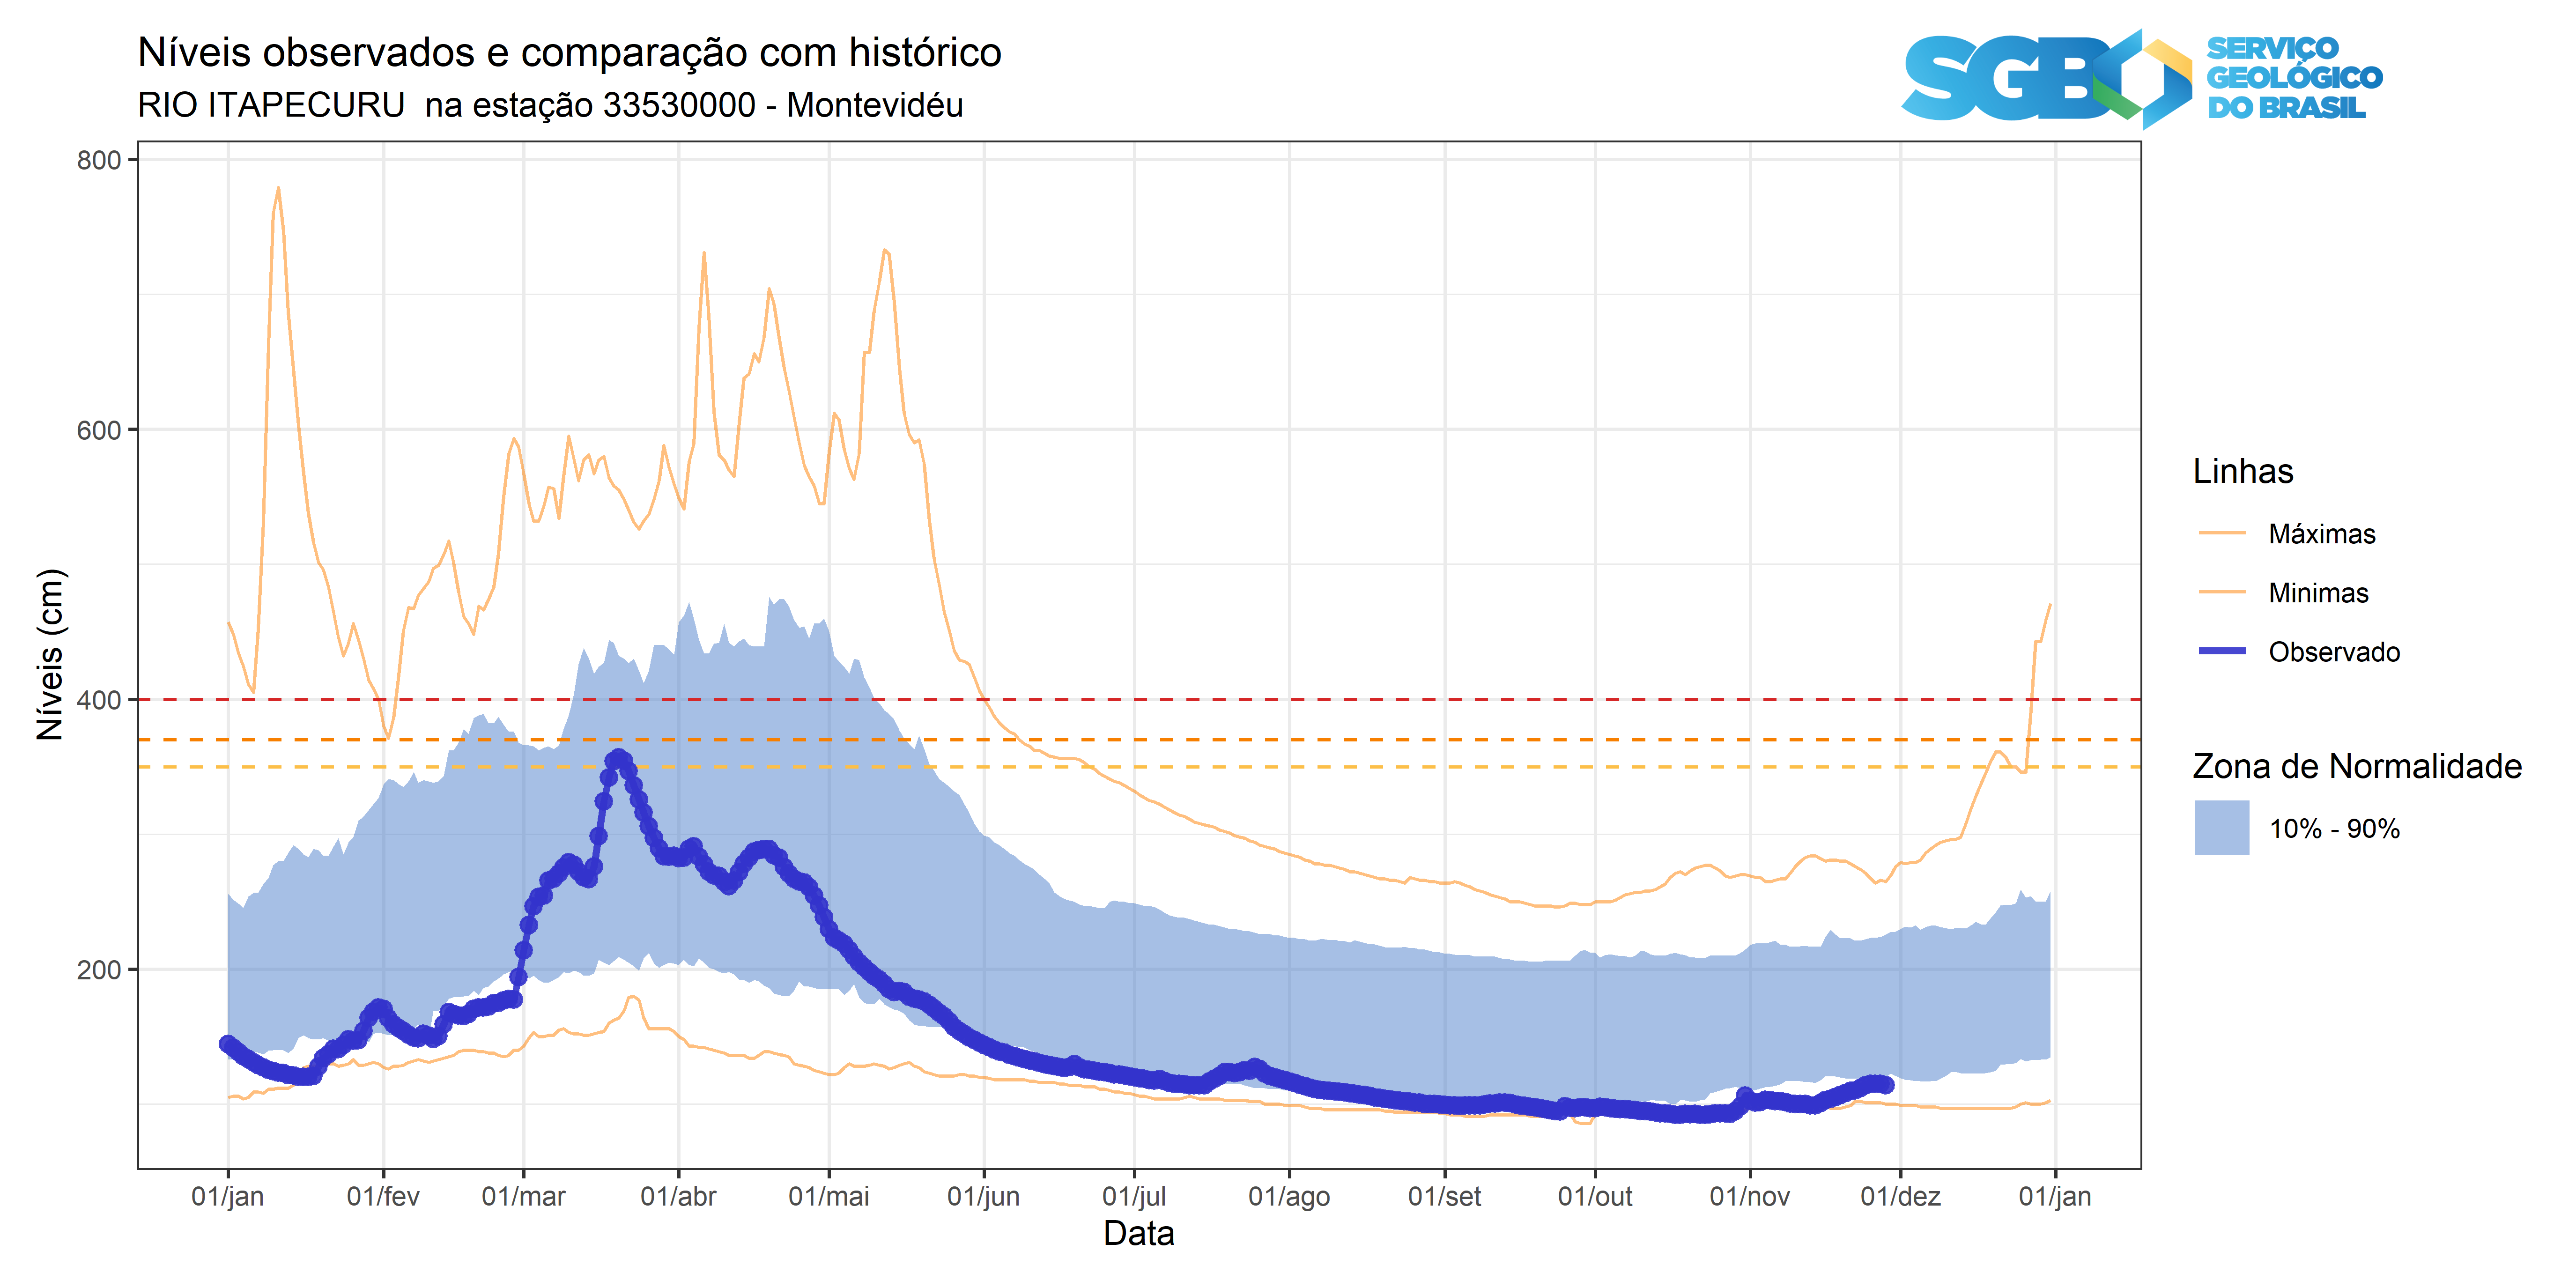 Níveis observados e comparação com histórico
RIO ITAPECURU  na estação 33530000 - Montevidéu
SGB
SERVIÇO
GEOLÓGICO
DO BRASIL
800
600
400
200
Níveis (cm)
01/jan
01/fev
01/mar
01/abr
01/mai
01/jun
01/jul
01/ago
01/set
01/out
01/nov
01/dez
01/jan
Data
Linhas
Máximas
Minimas
Observado
Zona de Normalidade
10% - 90%